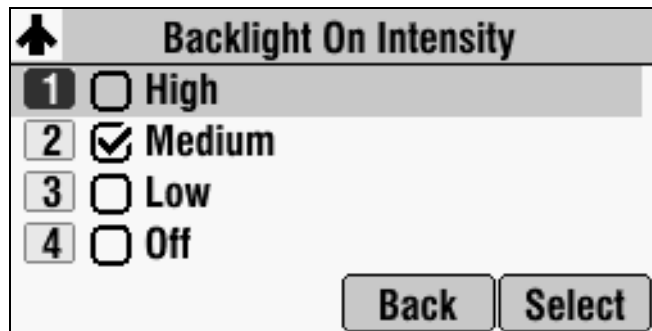 Backlight On Intensity
1 High
2 Medium
3 Low
4 Off
Back Select